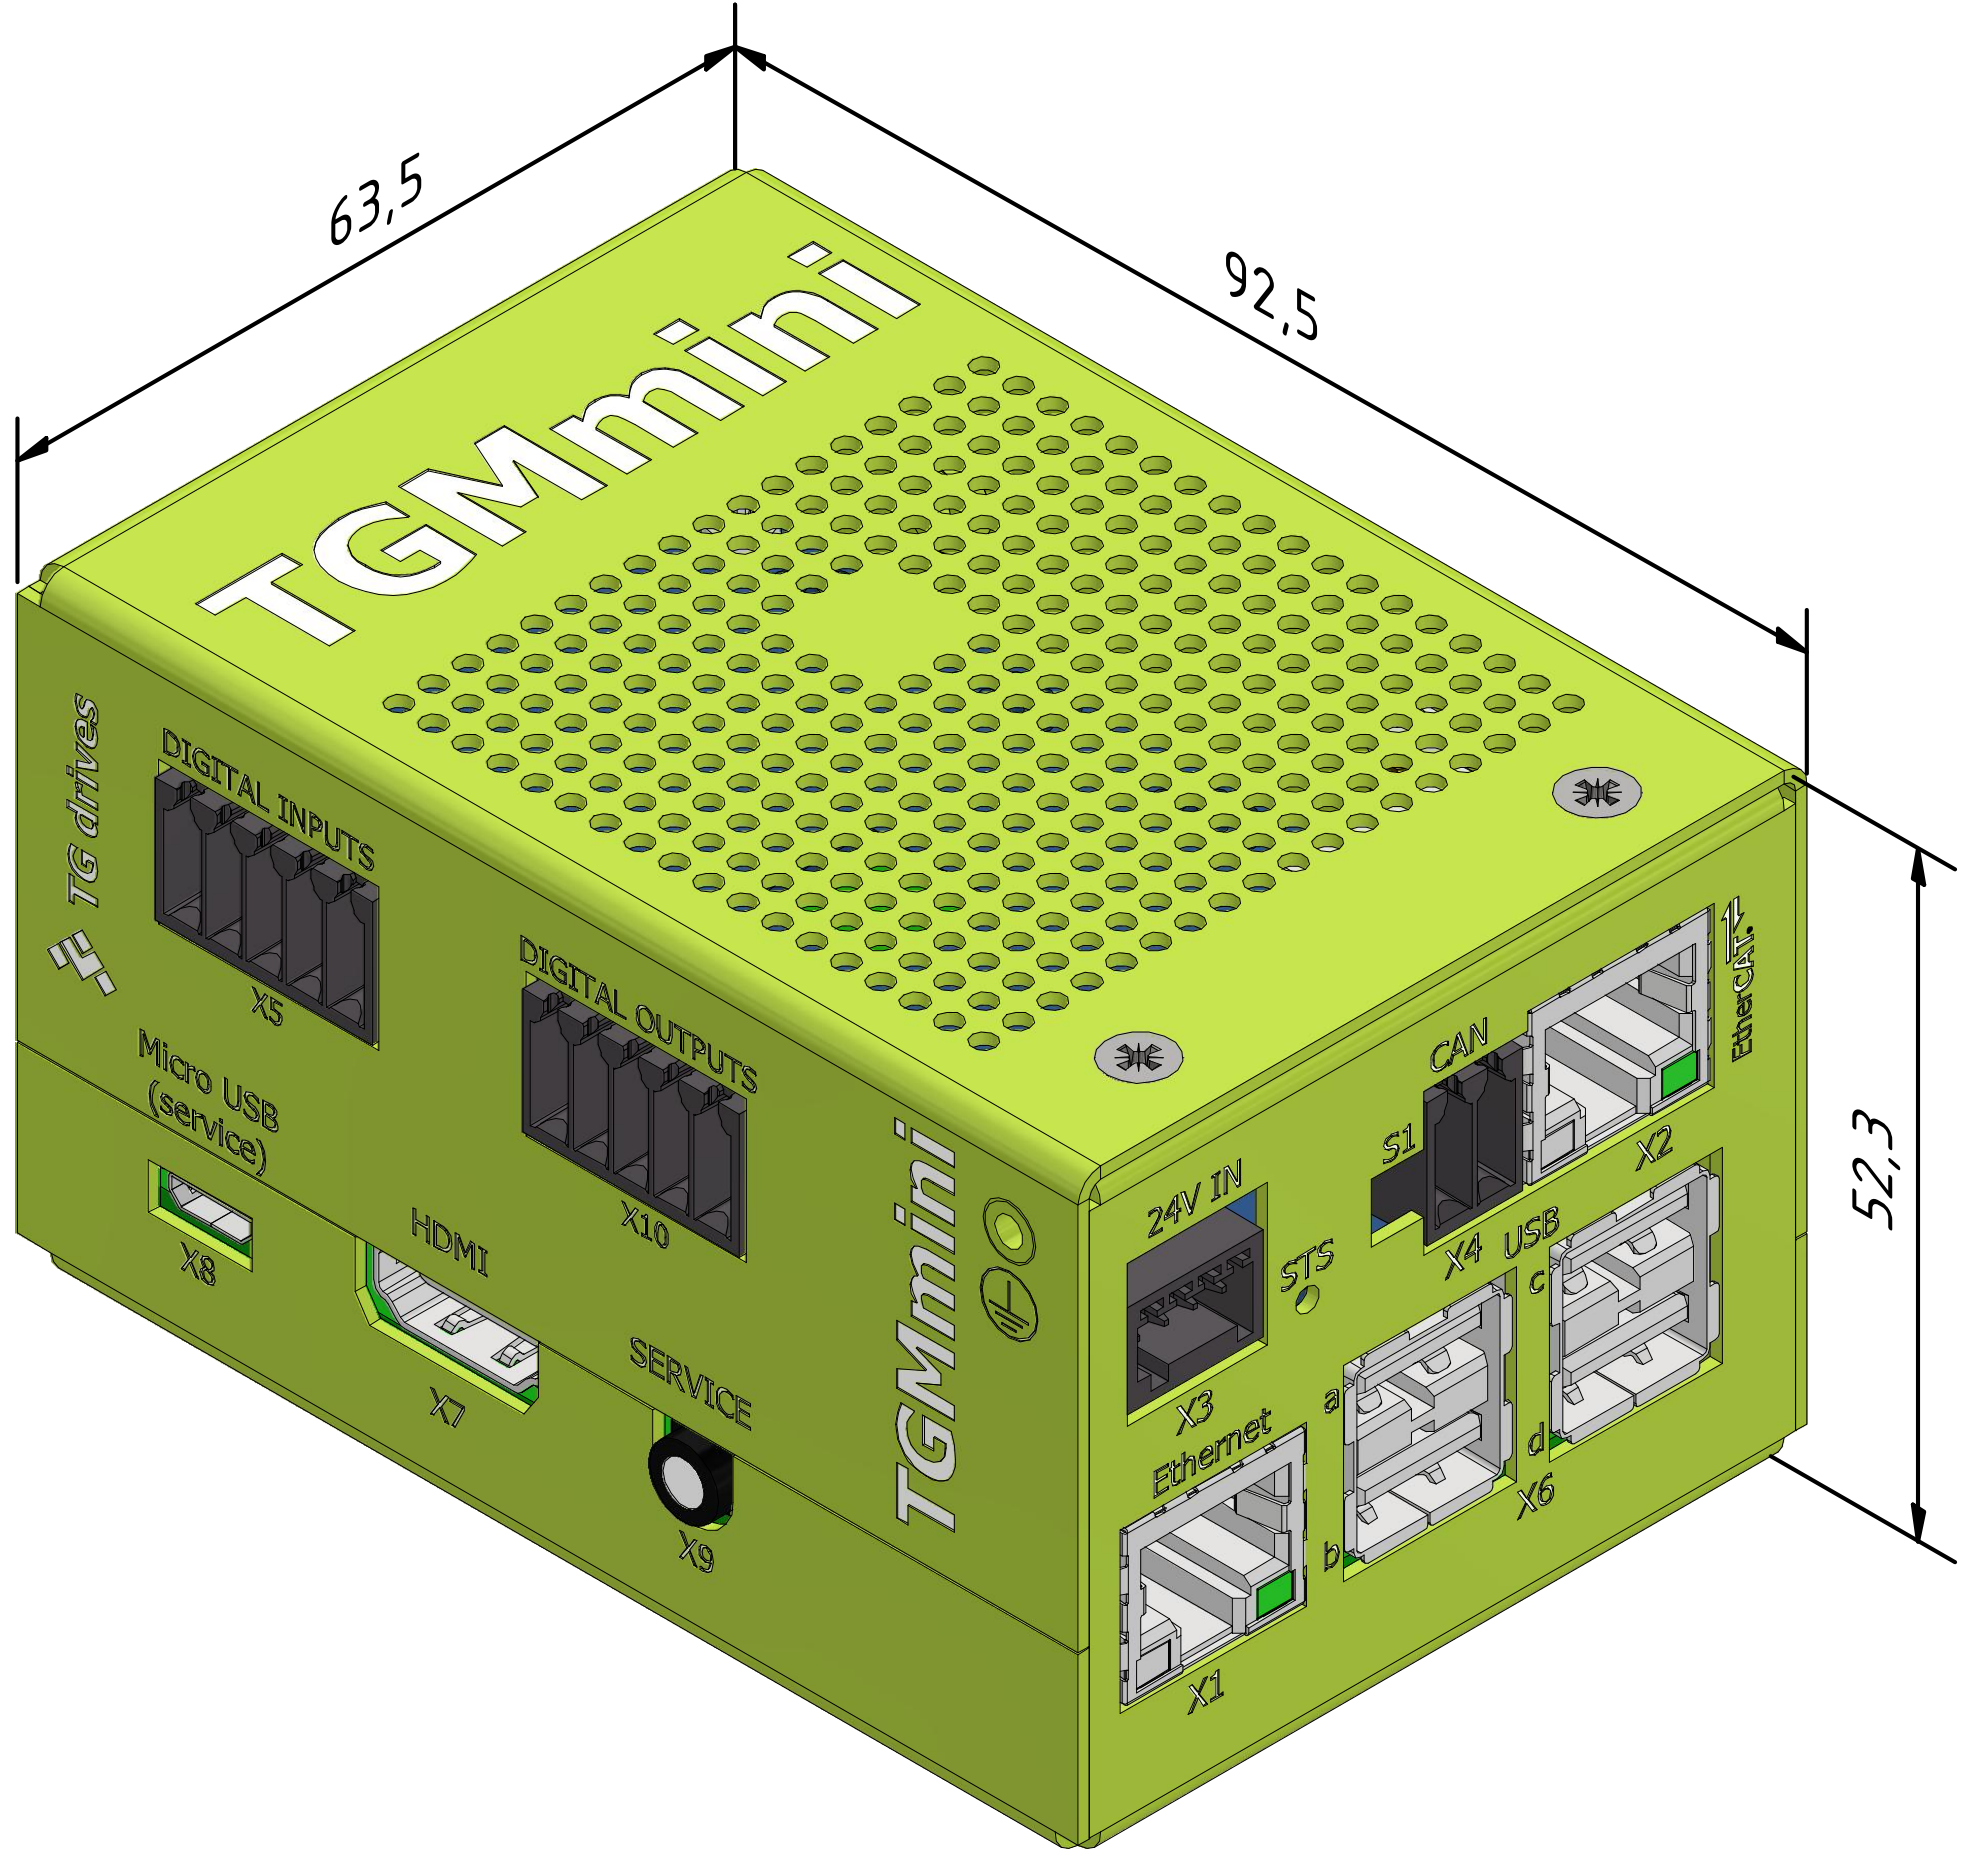 63,5
92,5
52,3
TGMmini
TG drives
DIGITAL INPUTS
X5
DIGITAL OUTPUTS
X10
Micro USB
(service)
X8
HDMI
X7
SERVICE
X9
TGMmini
24V IN
X3
STS
S1
CAN
X4
EtherCAT.
X2
USB
a
b
c
d
X6
Ethernet
X1